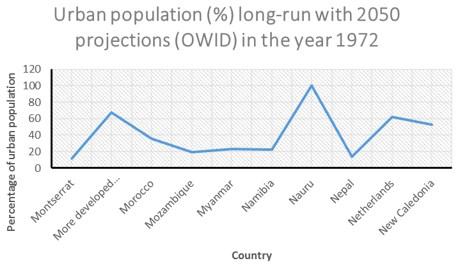 Urban population (%) long-run with 2050
projections (OWID) in the year 1972
Percentage of urban population
120
100
80
60
40
20
0
Montserrat
More developed...
Morocco
Mozambique
Myanmar
Namibia
Nauru
Nepal
Netherlands
New Caledonia
Country